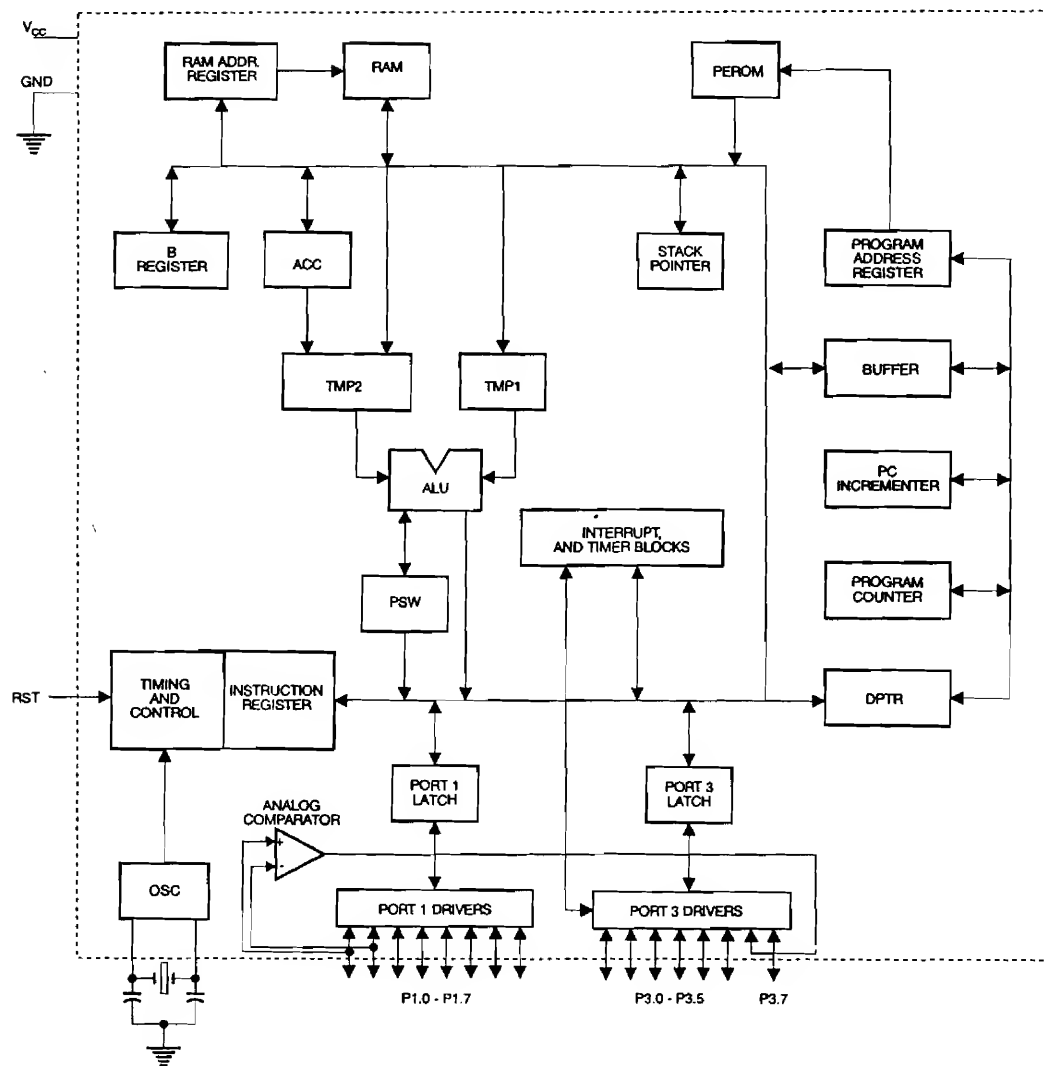 VCC
GND
RAM ADDR.
REGISTER
RAM
PEROM
B
REGISTER
ACC
STACK
POINTER
PROGRAM
ADDRESS
REGISTER
TMP2
TMP1
BUFFER
ALU
PC
INCREMENTER
INTERRUPT,
AND TIMER BLOCKS
PSW
PROGRAM
COUNTER
RST
TIMING
AND
CONTROL
INSTRUCTION
REGISTER
DPTR
PORT 1
LATCH
PORT 3
LATCH
ANALOG
COMPARATOR
+
-
OSC
PORT 1 DRIVERS
PORT 3 DRIVERS
P1.0 - P1.7
P3.0 - P3.5
P3.7